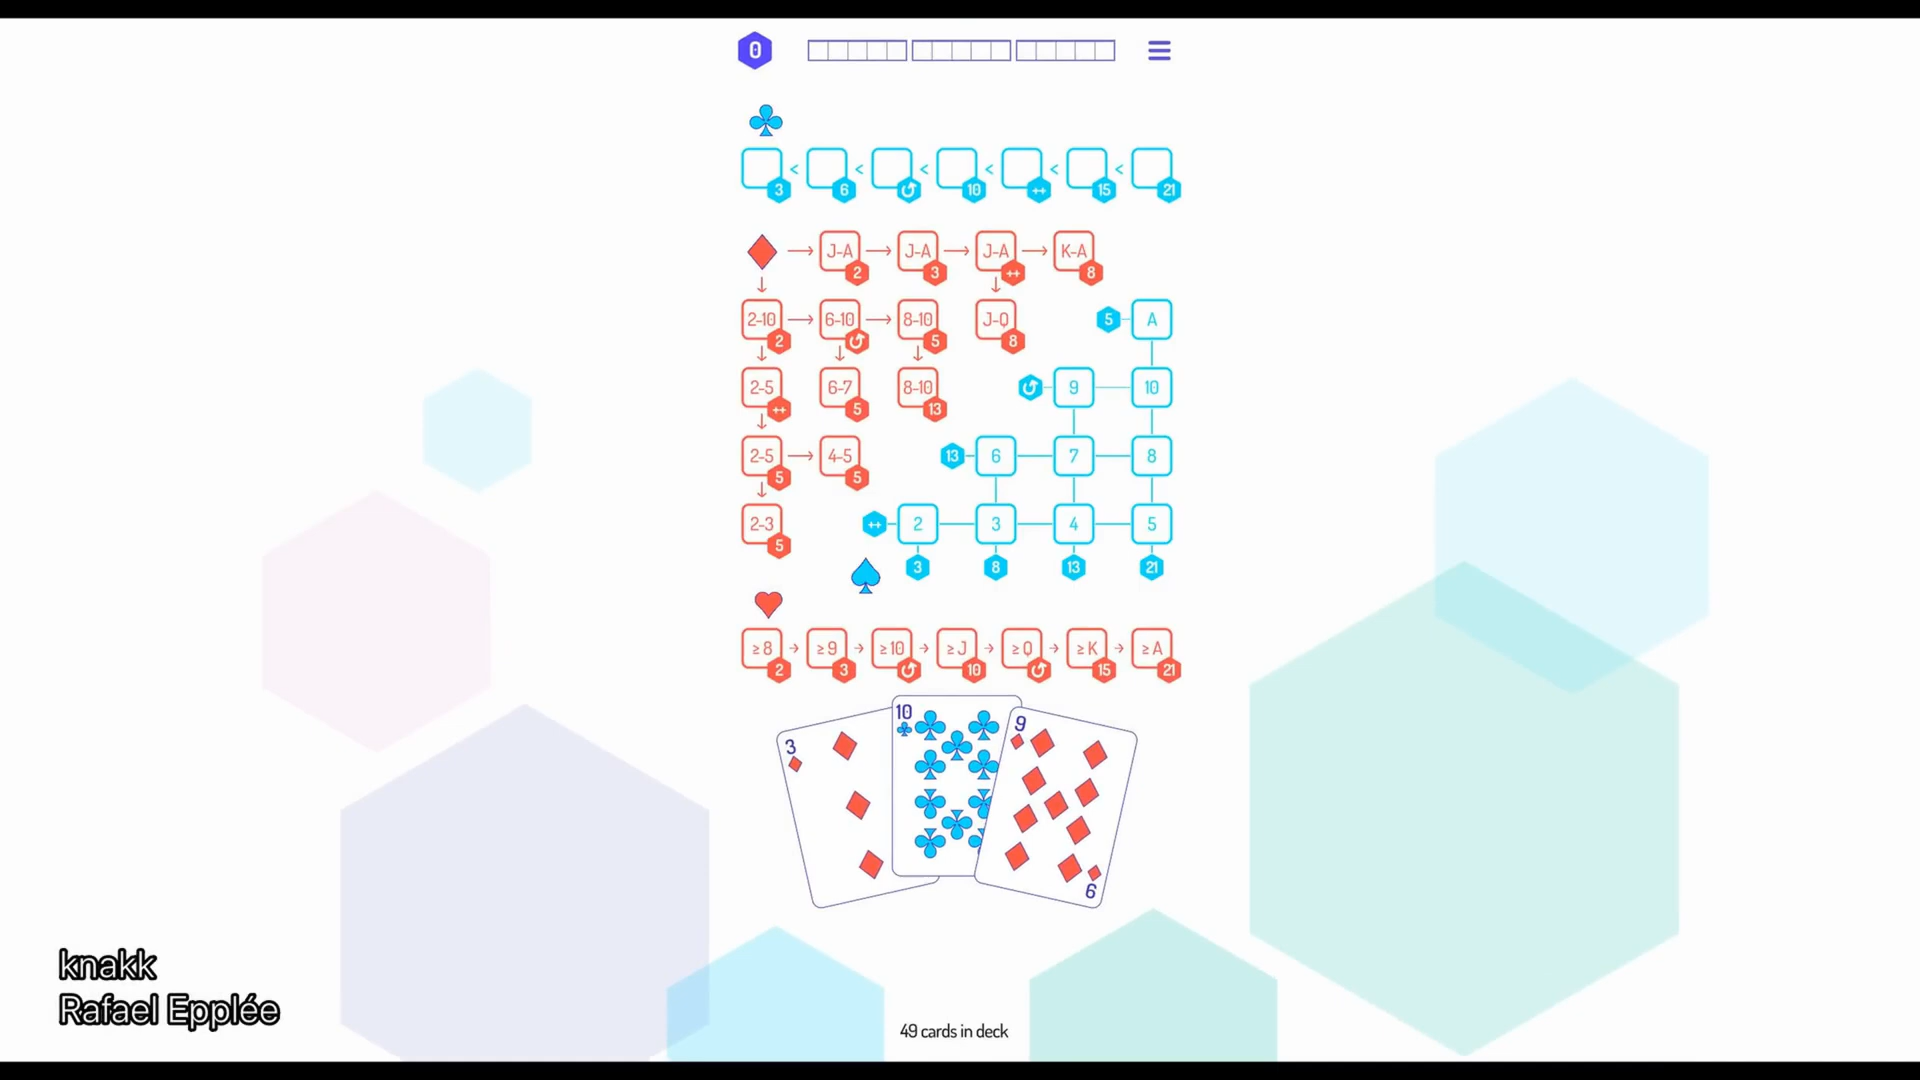 0
< < < < < <
3 6 10 ++ 15 21
J-A J-A J-A K-A
2 3 ++ 8
2-10 6-10 8-10 J-Q 5 A
2 5 8
2-5 6-7 8-10 9 10
++ 5 13
2-5 4-5 13 6 7 8
5 5
2-3 ++ 2 3 4 5
5 3 8 13 21
≥8 ≥9 ≥10 ≥J ≥Q ≥K ≥A
2 3 10 15 21
3 10 9
9
knakk
Rafael Epplée
49 cards in deck